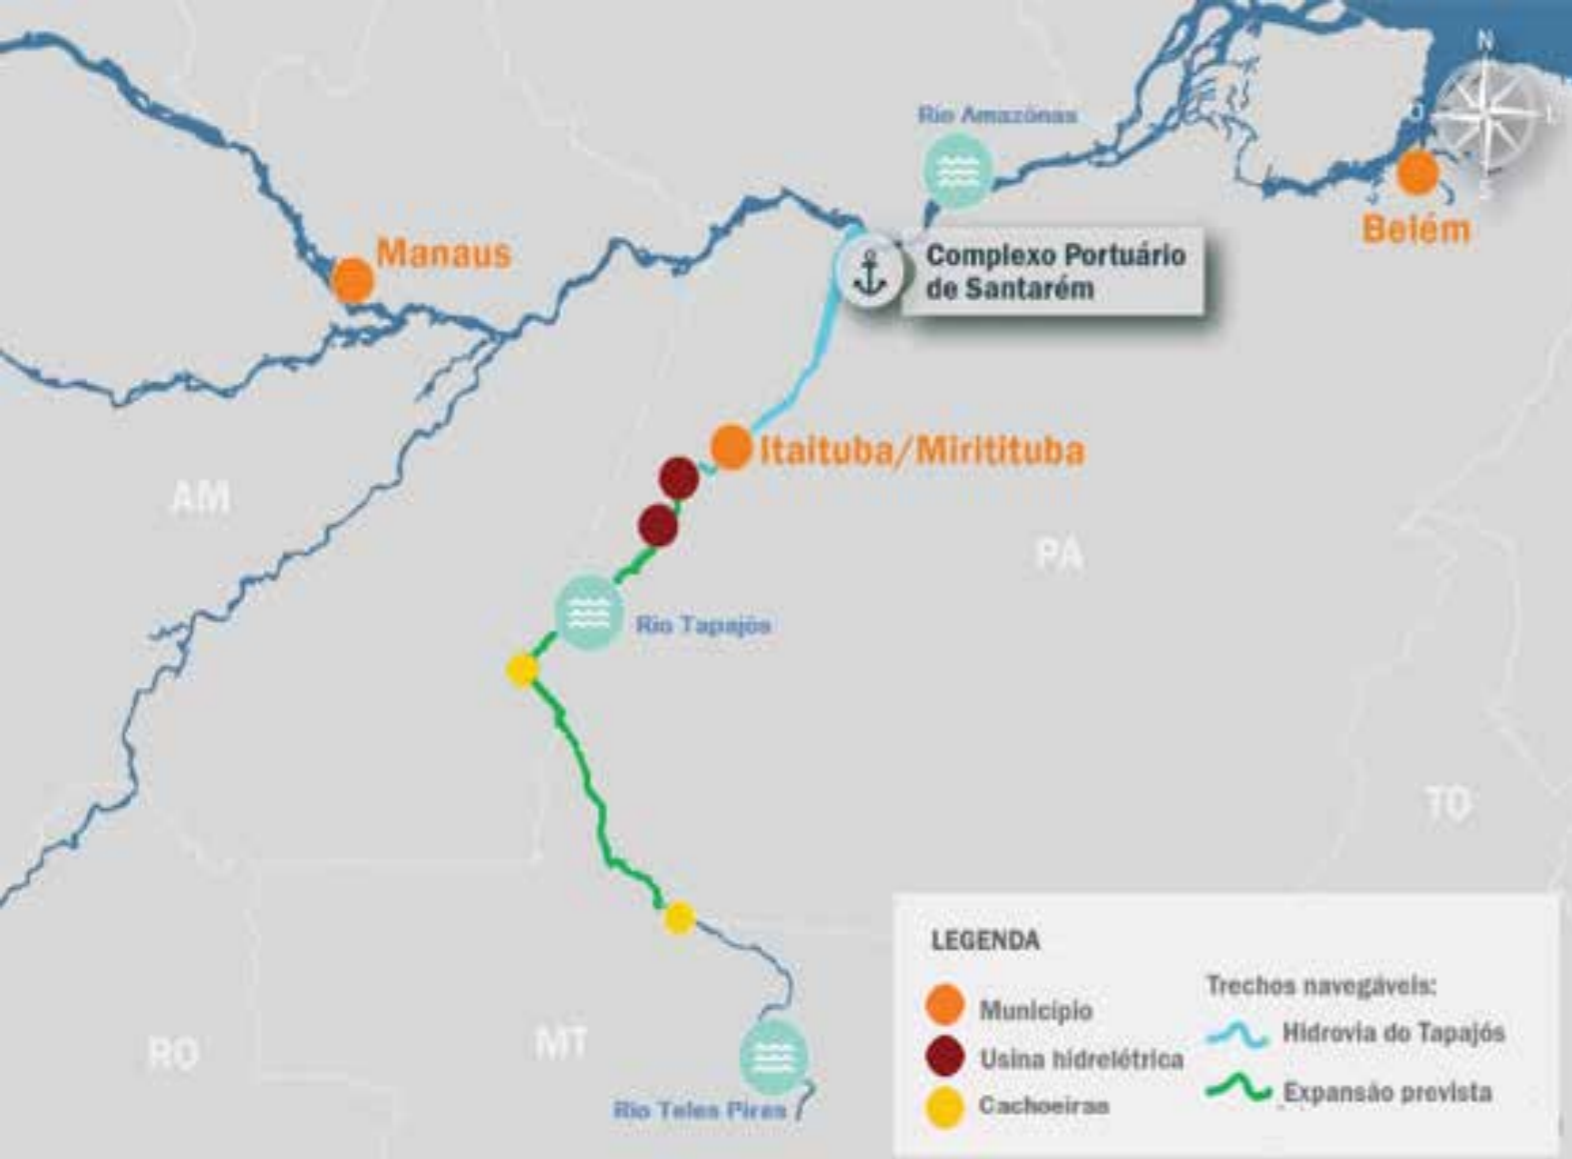 Rio Amazônas
N
O
L
S
Belém
Manaus
Complexo Portuário
de Santarém
Itaituba/Miritituba
AM
PA
Rio Tapajós
TO
RO
MT
Rio Teles Pires
LEGENDA
Município
Usina hidrelétrica
Cachoeiras
Trechos navegáveis:
Hidrovia do Tapajós
Expansão prevista